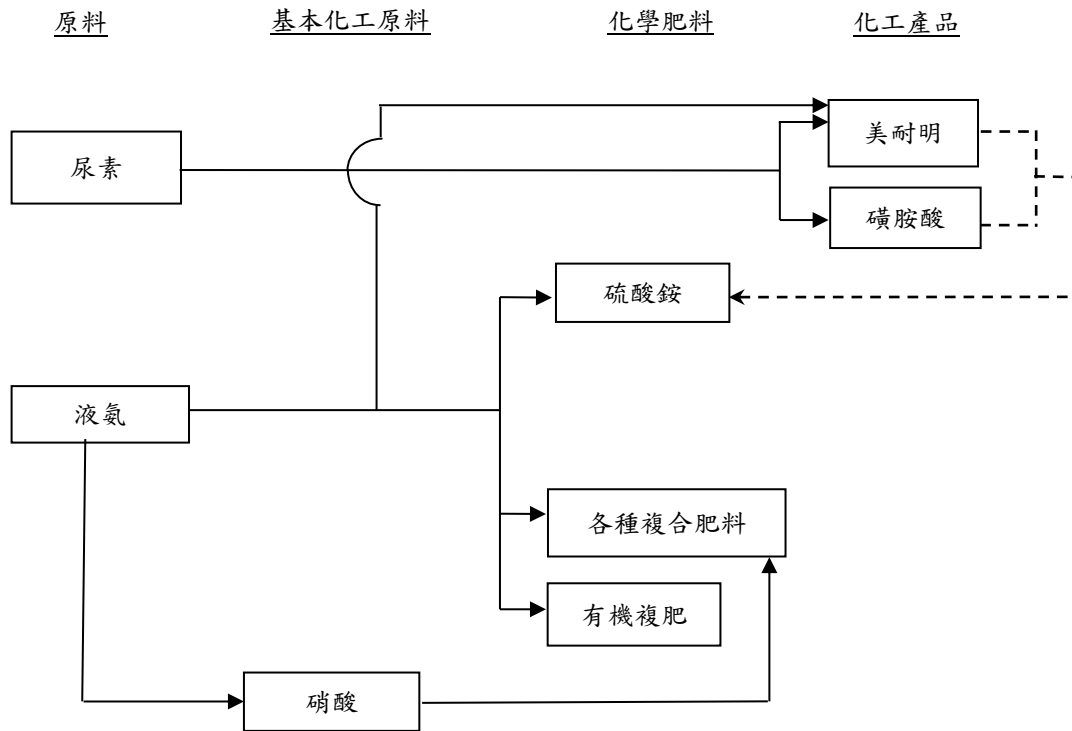 原料
基本化工原料
化學肥料
化工產品
美耐明
尿素
磺胺酸
硫酸銨
液氨
各種複合肥料
有機複肥
硝酸